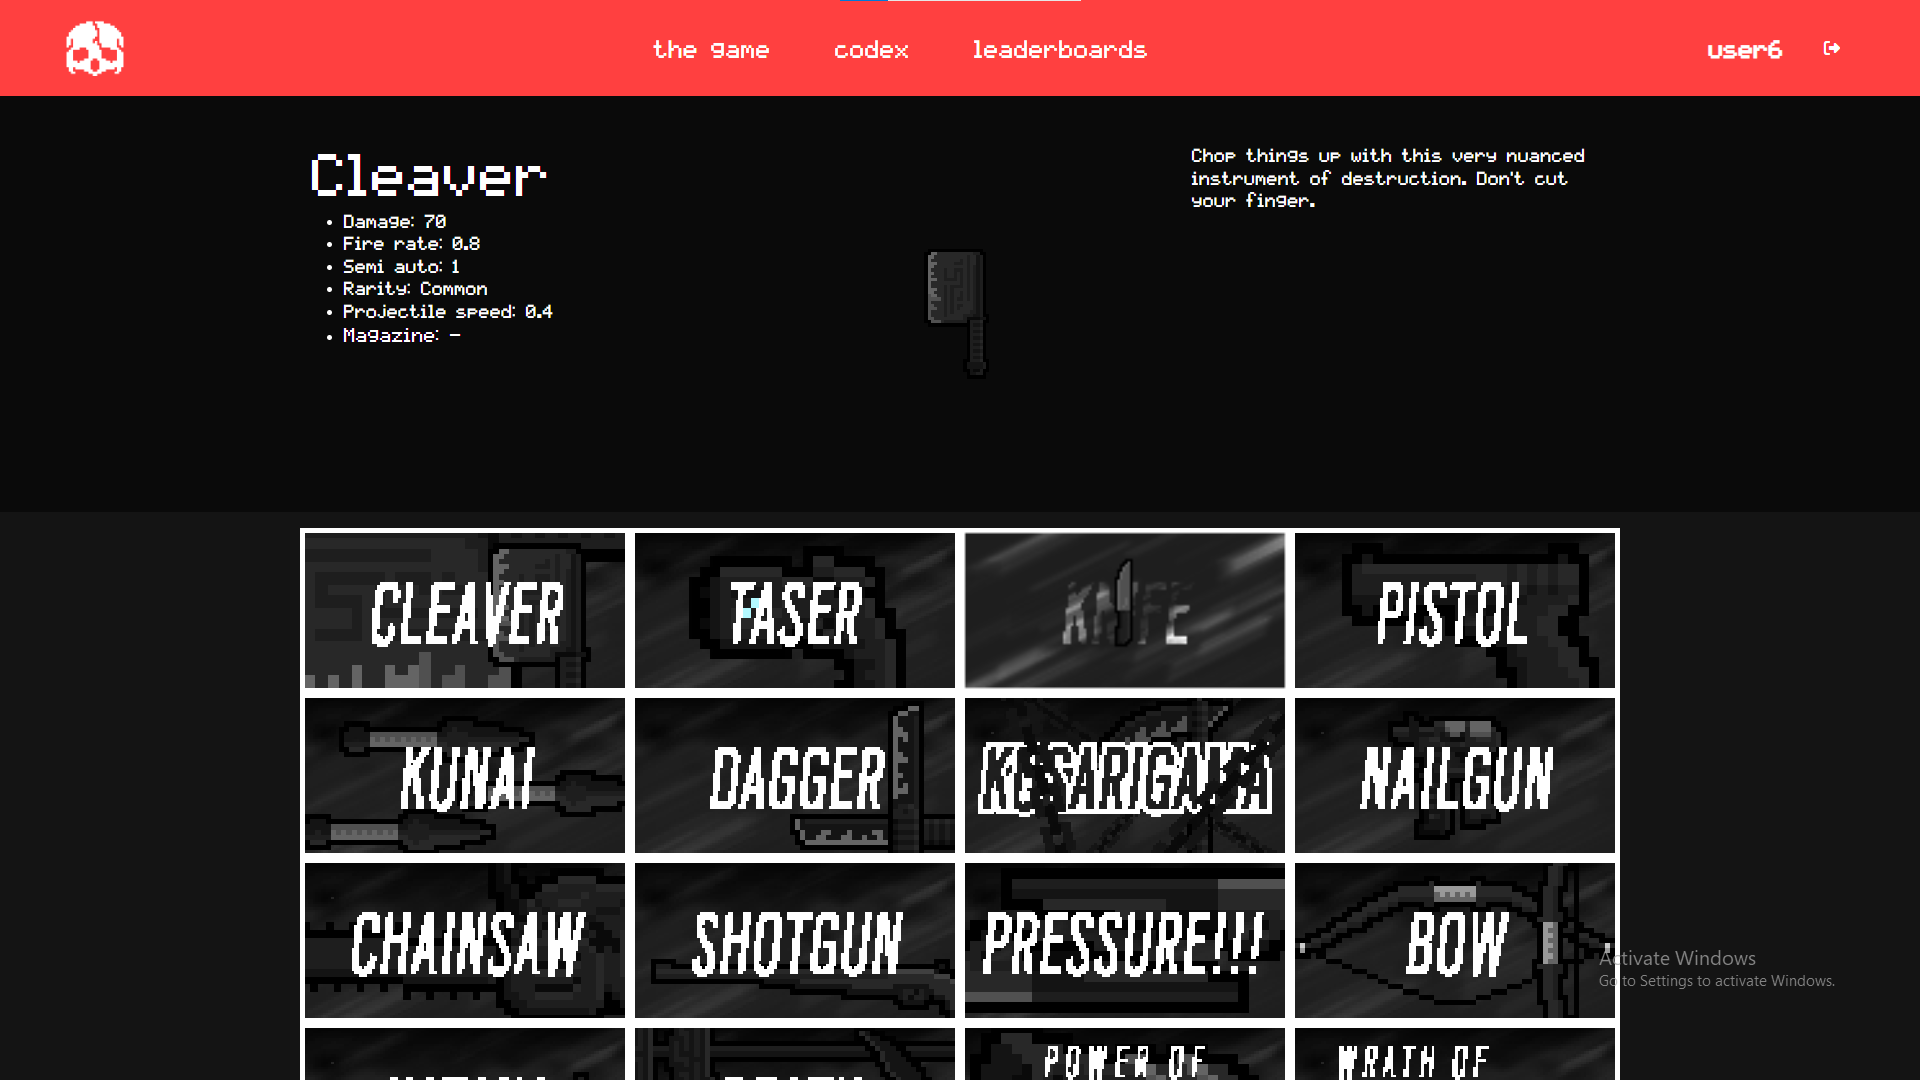 the game
codex
leaderboards
user6
Cleaver
• Damage: 70
• Fire rate: 0.8
• Semi auto: 1
• Rarity: Common
• Projectile speed: 0.4
• Magazine: -
Chop things up with this very nuanced
instrument of destruction. Don't cut
your finger.
CLEAVER
TASER
KNIFE
PISTOL
KUNAI
DAGGER
KUSARIGAMA
NAILGUN
CHAINSAW
SHOTGUN
PRESSURE!!!
BOW
POWER OF
WRATH OF
Activate Windows
Go to Settings to activate Windows.